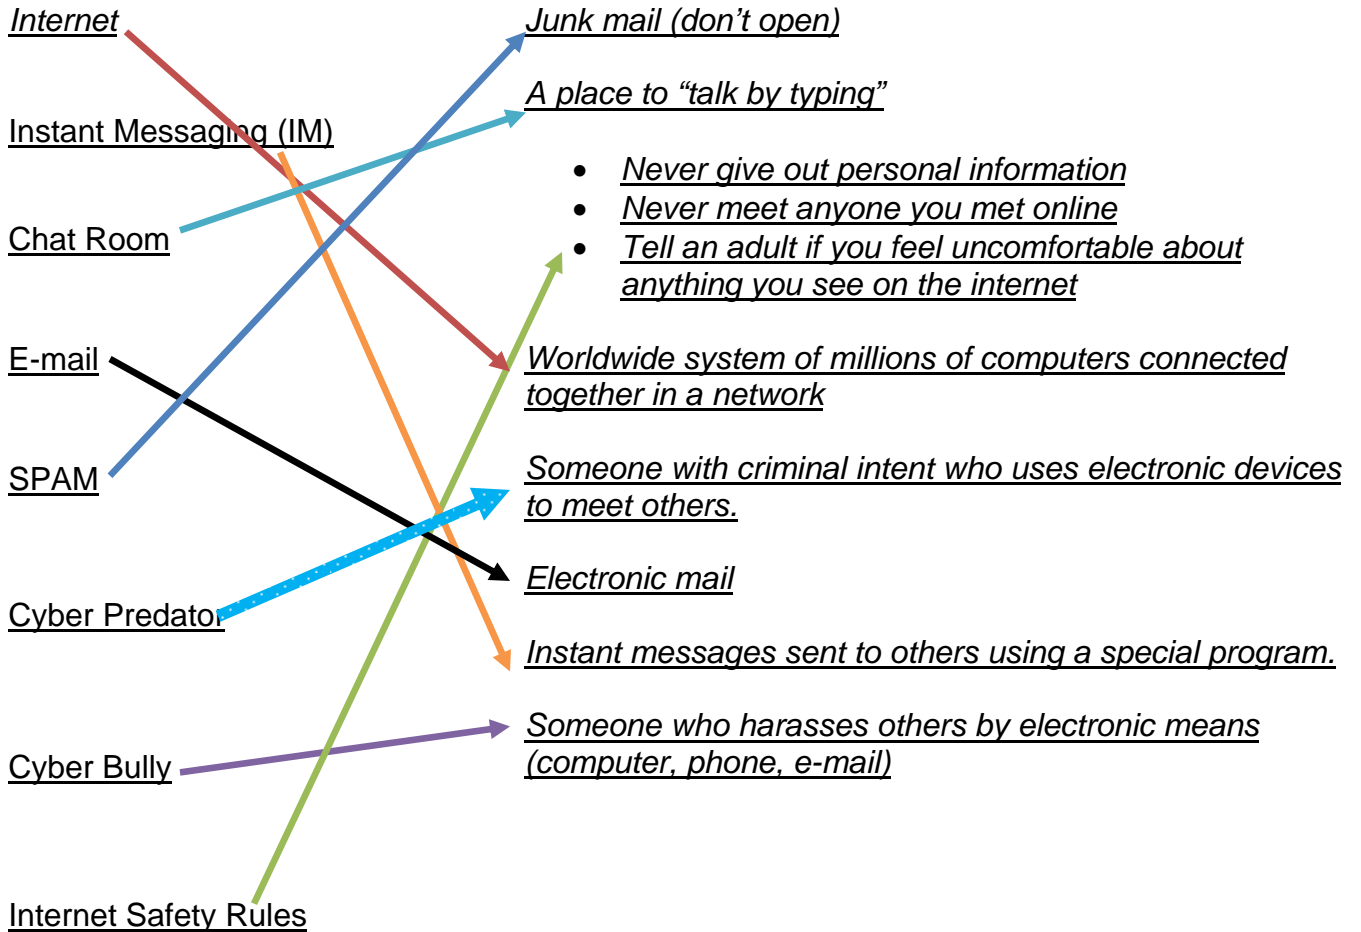 Internet
Junk mail (don’t open)
Instant Messaging (IM)
A place to “talk by typing”
Chat Room
• Never give out personal information
• Never meet anyone you met online
• Tell an adult if you feel uncomfortable about
anything you see on the internet
E-mail
Worldwide system of millions of computers connected
together in a network
SPAM
Someone with criminal intent who uses electronic devices
to meet others.
Electronic mail
Cyber Predator
Instant messages sent to others using a special program.
Cyber Bully
Someone who harasses others by electronic means
(computer, phone, e-mail)
Internet Safety Rules